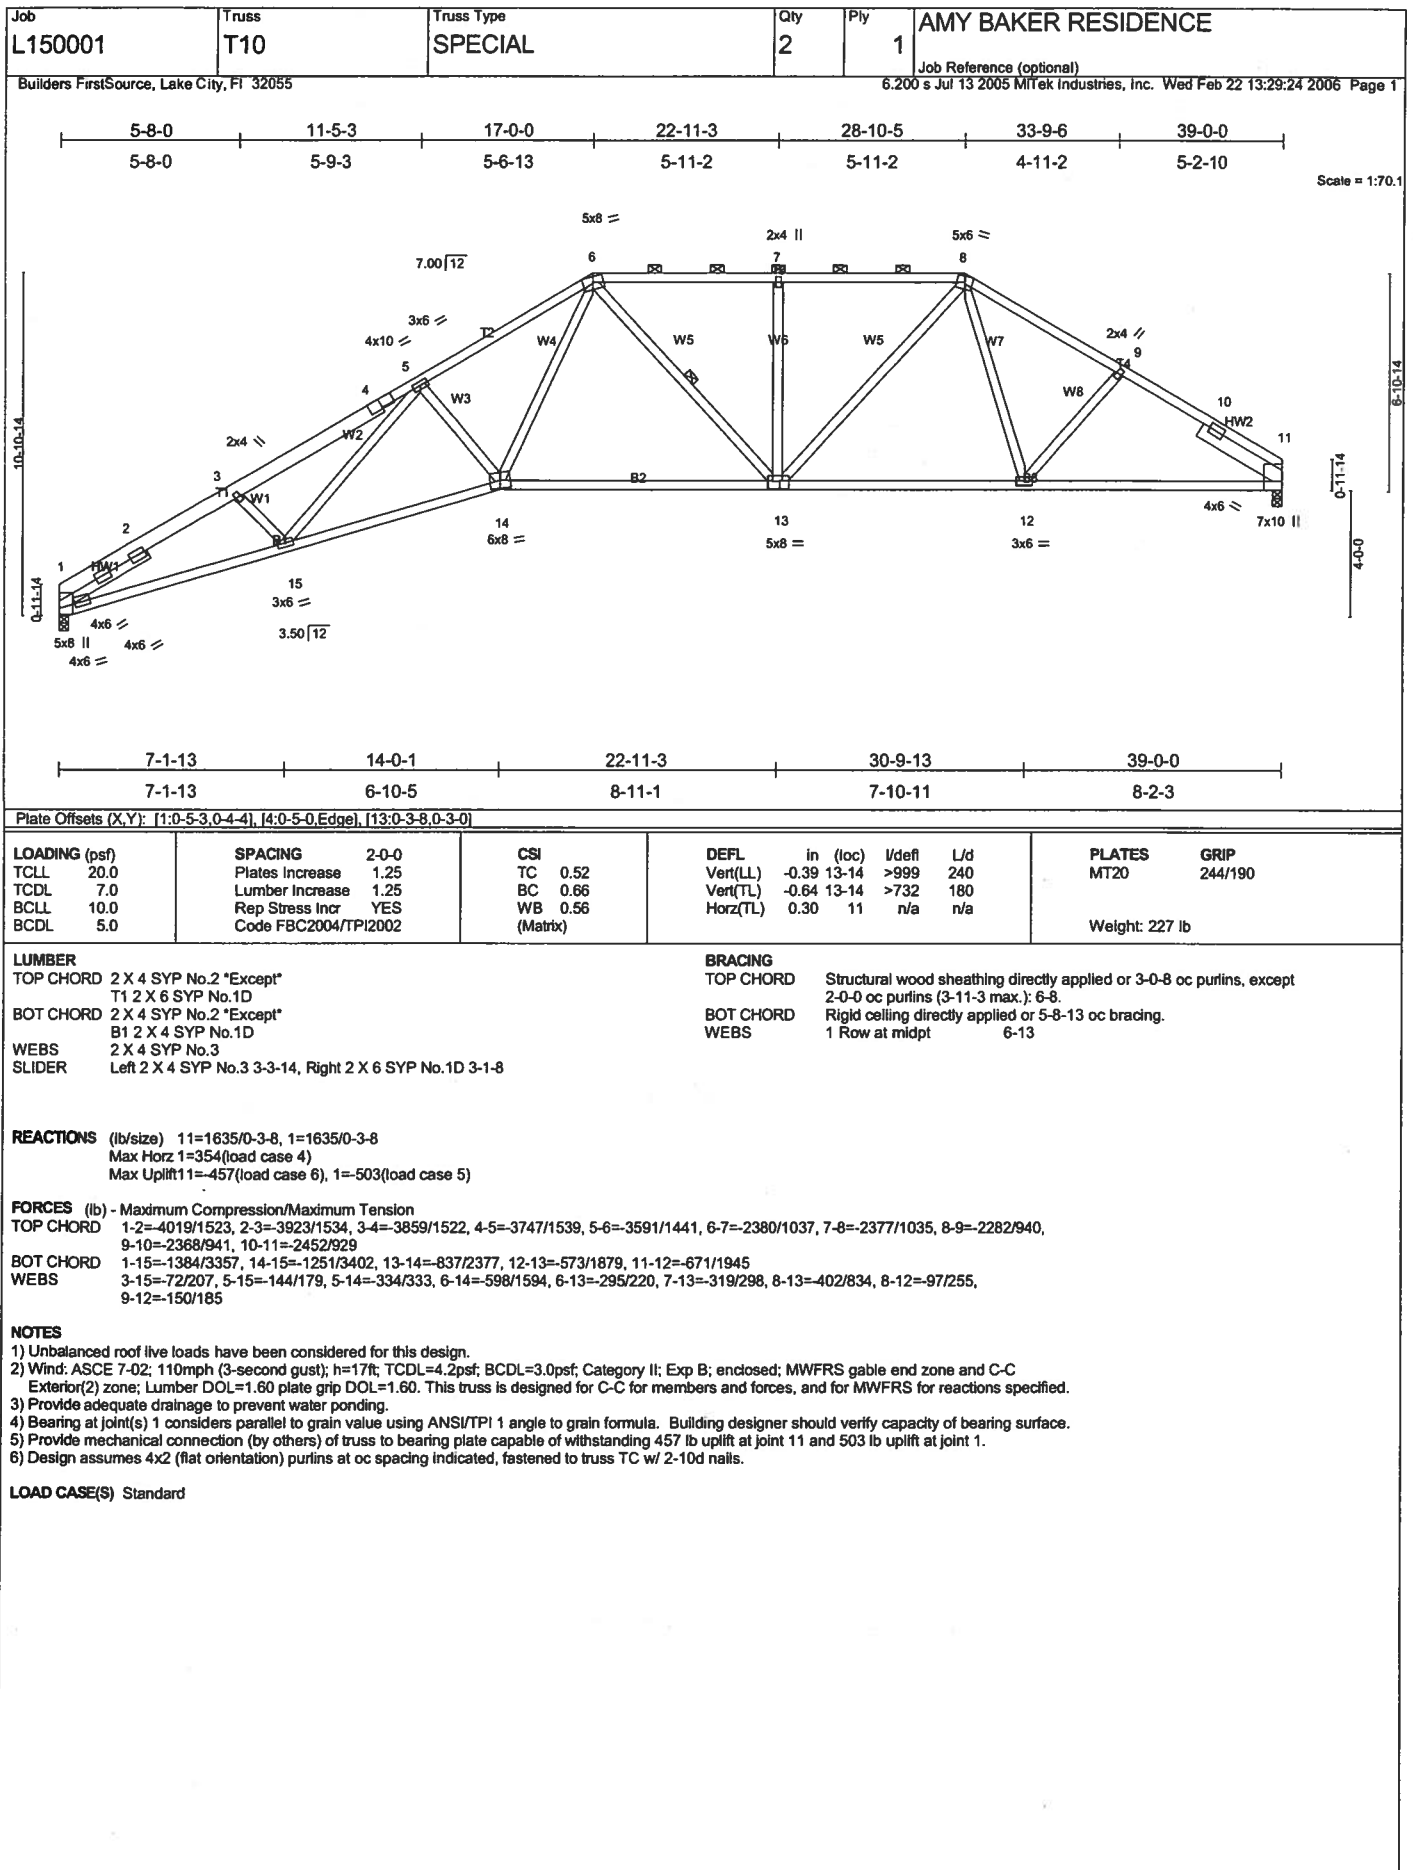 Job Truss Truss Type Qty Ply AMY BAKER RESIDENCE
L150001 T10 SPECIAL 2 1
Job Reference (optional)
Builders FirstSource, Lake City, Fl 32055 6.200 s Jul 13 2005 MiTek Industries, Inc. Wed Feb 22 13:29:24 2006 Page 1
5-8-0 11-5-3 17-0-0 22-11-3 28-10-5 33-9-6 39-0-0
5-8-0 5-9-3 5-6-13 5-11-2 5-11-2 4-11-2 5-2-10
Scale = 1:70.1
5x8 =
2x4 ||
5x6 =
6 7 8
7.00 12
3x6 =
4x10 =
T2
W4 W5 W6 W5 W7
2x4 //
9
T4
5
4
W3
W8
10
HW2
11
2x4 \\
W2
3
T1 W1
B2
2
14 13 12
6x8 = 5x8 = 3x6 =
4x6 =
7x10 ||
1
HW1
15
3x6 =
3.50 12
4x6 =
5x8 ||
4x6 =
4x6 =
10-10-14
0-11-14
6-10-14
0-11-14
4-0-0
7-1-13 14-0-1 22-11-3 30-9-13 39-0-0
7-1-13 6-10-5 8-11-1 7-10-11 8-2-3
Plate Offsets (X,Y): [1:0-5-3,0-4-4], [4:0-5-0,Edge], [13:0-3-8,0-3-0]
LOADING (psf) SPACING 2-0-0 CSI DEFL in (loc) l/defl L/d PLATES GRIP
TCLL 20.0 Plates Increase 1.25 TC 0.52 Vert(LL) -0.39 13-14 >999 240 MT20 244/190
TCDL 7.0 Lumber Increase 1.25 BC 0.66 Vert(TL) -0.64 13-14 >732 180
BCLL 10.0 Rep Stress Incr YES WB 0.56 Horz(TL) 0.30 11 n/a n/a
BCDL 5.0 Code FBC2004/TPI2002 (Matrix) Weight: 227 lb
LUMBER
TOP CHORD 2 X 4 SYP No.2 *Except*
T1 2 X 6 SYP No.1D
BOT CHORD 2 X 4 SYP No.2 *Except*
B1 2 X 4 SYP No.1D
WEBS 2 X 4 SYP No.3
SLIDER Left 2 X 4 SYP No.3 3-3-14, Right 2 X 6 SYP No.1D 3-1-8
BRACING
TOP CHORD Structural wood sheathing directly applied or 3-0-8 oc purlins, except
2-0-0 oc purlins (3-11-3 max.): 6-8.
BOT CHORD Rigid ceiling directly applied or 5-8-13 oc bracing.
WEBS 1 Row at midpt 6-13
REACTIONS (lb/size) 11=1635/0-3-8, 1=1635/0-3-8
Max Horz 1=354(load case 4)
Max Uplift11=-457(load case 6), 1=-503(load case 5)
FORCES (lb) - Maximum Compression/Maximum Tension
TOP CHORD 1-2=-4019/1523, 2-3=-3923/1534, 3-4=-3859/1522, 4-5=-3747/1539, 5-6=-3591/1441, 6-7=-2380/1037, 7-8=-2377/1035, 8-9=-2282/940,
9-10=-2368/941, 10-11=-2452/929
BOT CHORD 1-15=-1384/3357, 14-15=-1251/3402, 13-14=-837/2377, 12-13=-573/1879, 11-12=-671/1945
WEBS 3-15=-72/207, 5-15=-144/179, 5-14=-334/333, 6-14=-598/1594, 6-13=-295/220, 7-13=-319/298, 8-13=-402/834, 8-12=-97/255,
9-12=-150/185
NOTES
1) Unbalanced roof live loads have been considered for this design.
2) Wind: ASCE 7-02; 110mph (3-second gust); h=17ft; TCDL=4.2psf; BCDL=3.0psf; Category II; Exp B; enclosed; MWFRS gable end zone and C-C
Exterior(2) zone; Lumber DOL=1.60 plate grip DOL=1.60. This truss is designed for C-C for members and forces, and for MWFRS for reactions specified.
3) Provide adequate drainage to prevent water ponding.
4) Bearing at joint(s) 1 considers parallel to grain value using ANSI/TPI 1 angle to grain formula. Building designer should verify capacity of bearing surface.
5) Provide mechanical connection (by others) of truss to bearing plate capable of withstanding 457 lb uplift at joint 11 and 503 lb uplift at joint 1.
6) Design assumes 4x2 (flat orientation) purlins at oc spacing indicated, fastened to truss TC w/ 2-10d nails.
LOAD CASE(S) Standard